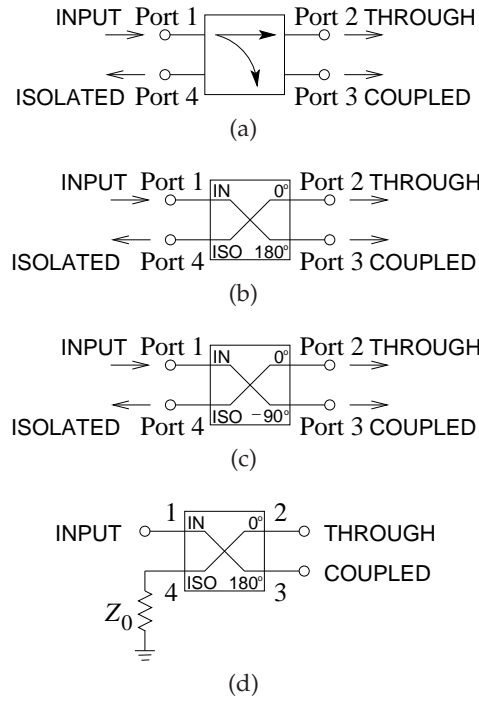 INPUT Port 1 Port 2 THROUGH
ISOLATED Port 4 Port 3 COUPLED
(a)
INPUT Port 1 IN 0° Port 2 THROUGH
ISOLATED Port 4 ISO 180° Port 3 COUPLED
(b)
INPUT Port 1 IN 0° Port 2 THROUGH
ISOLATED Port 4 ISO −90° Port 3 COUPLED
(c)
INPUT 1 IN 0° 2 THROUGH
4 ISO 180° 3 COUPLED
Z0
(d)